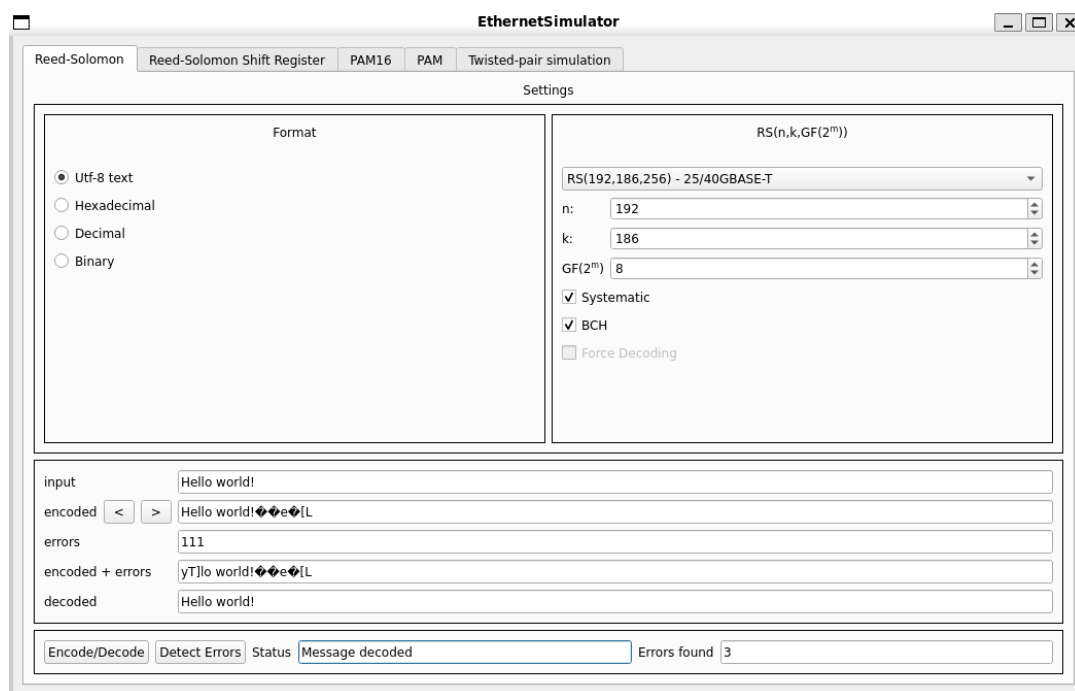 EthernetSimulator
Reed-Solomon Reed-Solomon Shift Register PAM16 PAM Twisted-pair simulation
Settings
Format
Utf-8 text
Hexadecimal
Decimal
Binary
RS(n,k,GF(2ᵐ))
RS(192,186,256) - 25/40GBASE-T
n: 192
k: 186
GF(2ᵐ) 8
Systematic
BCH
Force Decoding
input Hello world!
encoded < > Hello world!��e�[L
errors 111
encoded + errors yT]lo world!��e�[L
decoded Hello world!
Encode/Decode Detect Errors Status Message decoded Errors found 3